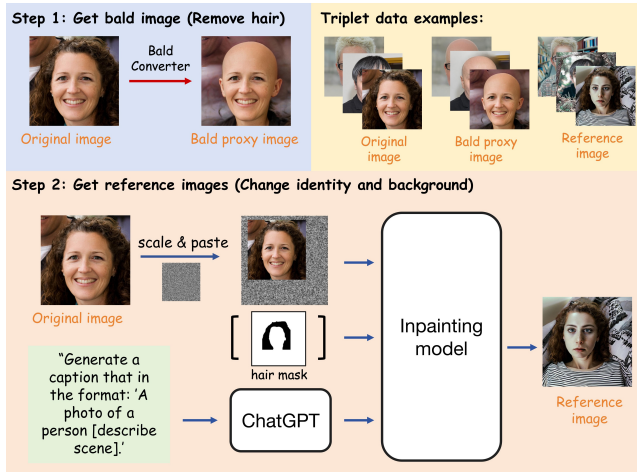 Step 1: Get bald image (Remove hair)
Bald
Converter
Original image
Bald proxy image
Triplet data examples:
Original
image
Bald proxy
image
Reference
image
Step 2: Get reference images (Change identity and background)
scale & paste
Original image
[ ]
hair mask
"Generate a
caption that in
the format: 'A
photo of a
person [describe
scene].'
ChatGPT
Inpainting
model
Reference
image